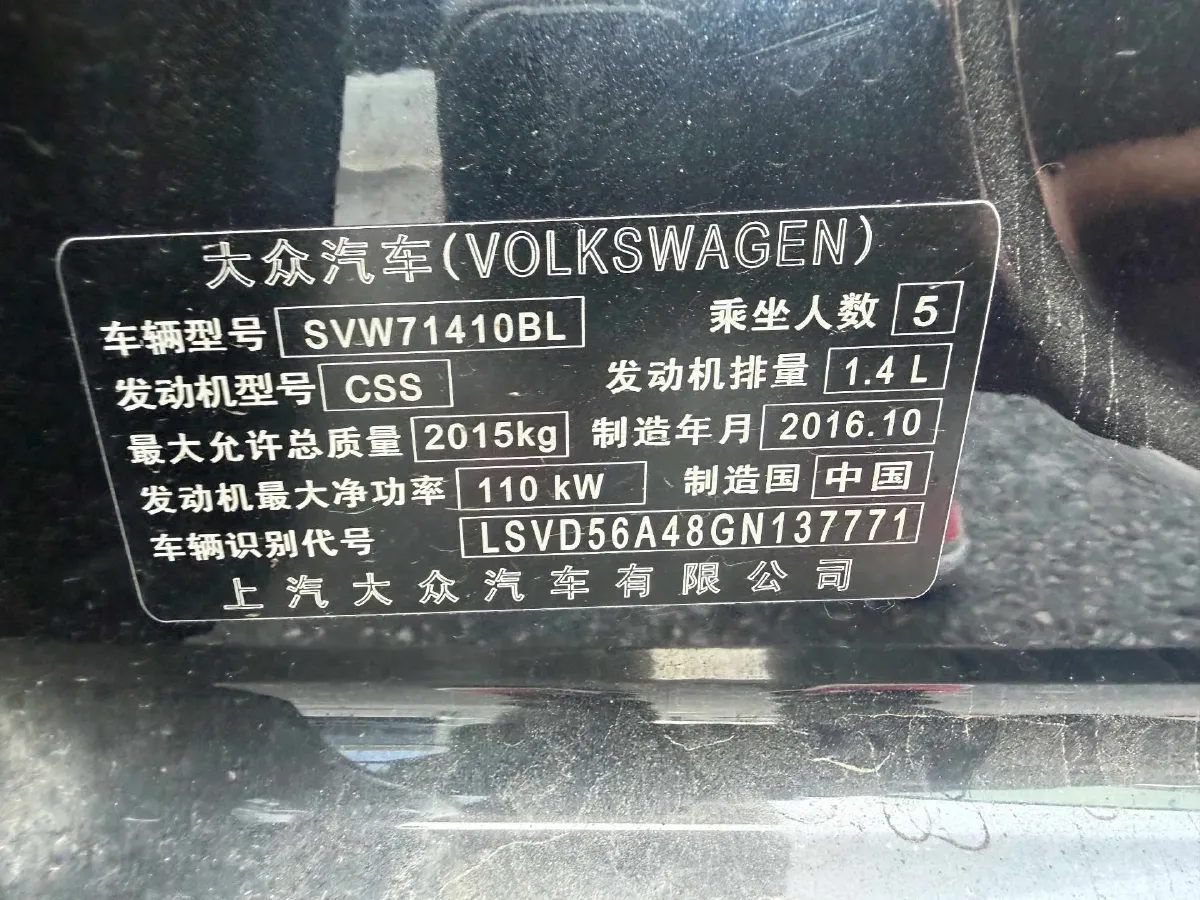 大众汽车(VOLKSWAGEN)
车辆型号 SVW71410BL 乘坐人数 5
发动机型号 CSS 发动机排量 1.4 L
最大允许总质量 2015kg 制造年月 2016.10
发动机最大净功率 110 kW 制造国 中国
车辆识别代号 LSVD56A48GN137771
上汽大众汽车有限公司